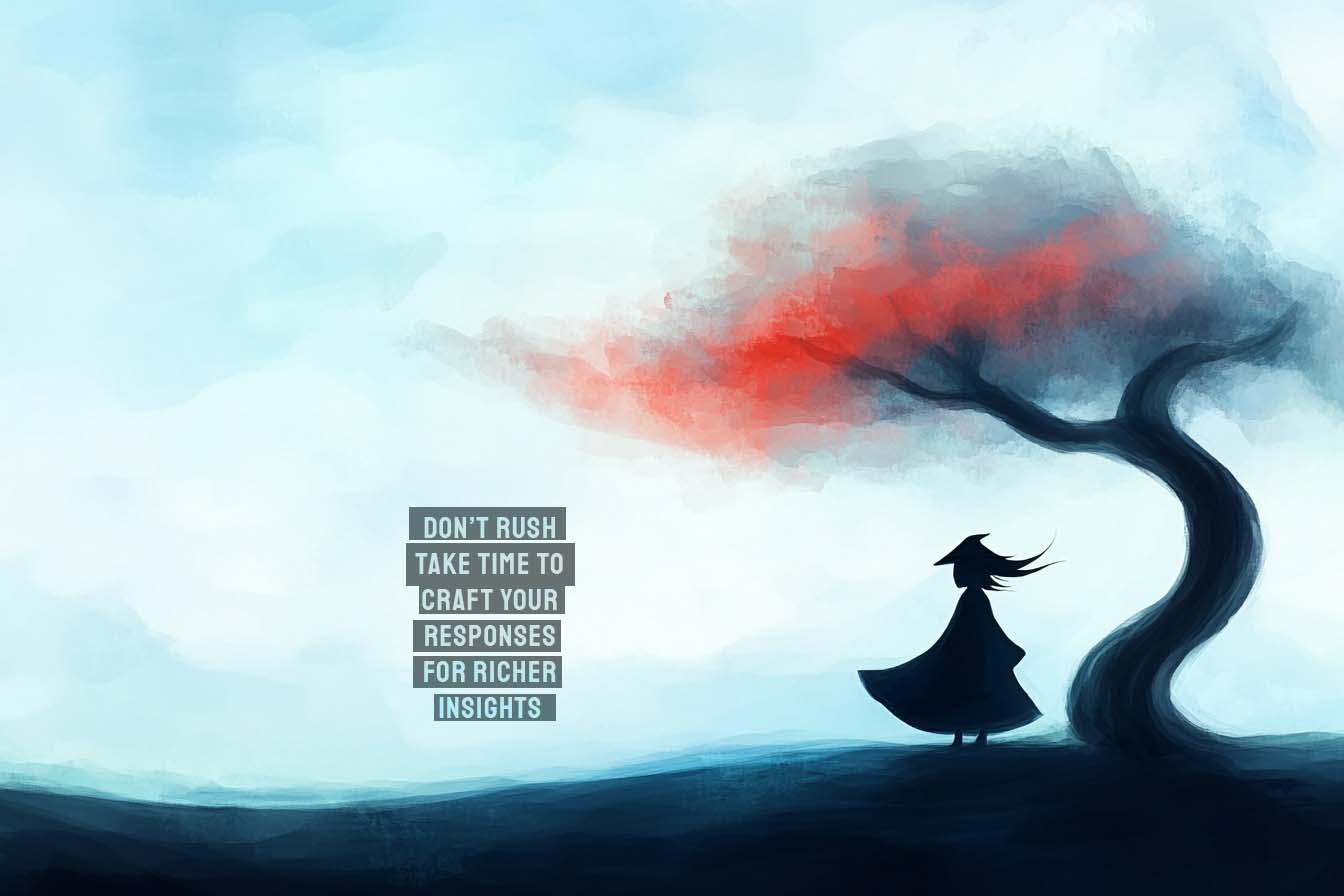 DON'T RUSH
TAKE TIME TO
CRAFT YOUR
RESPONSES
FOR RICHER
INSIGHTS